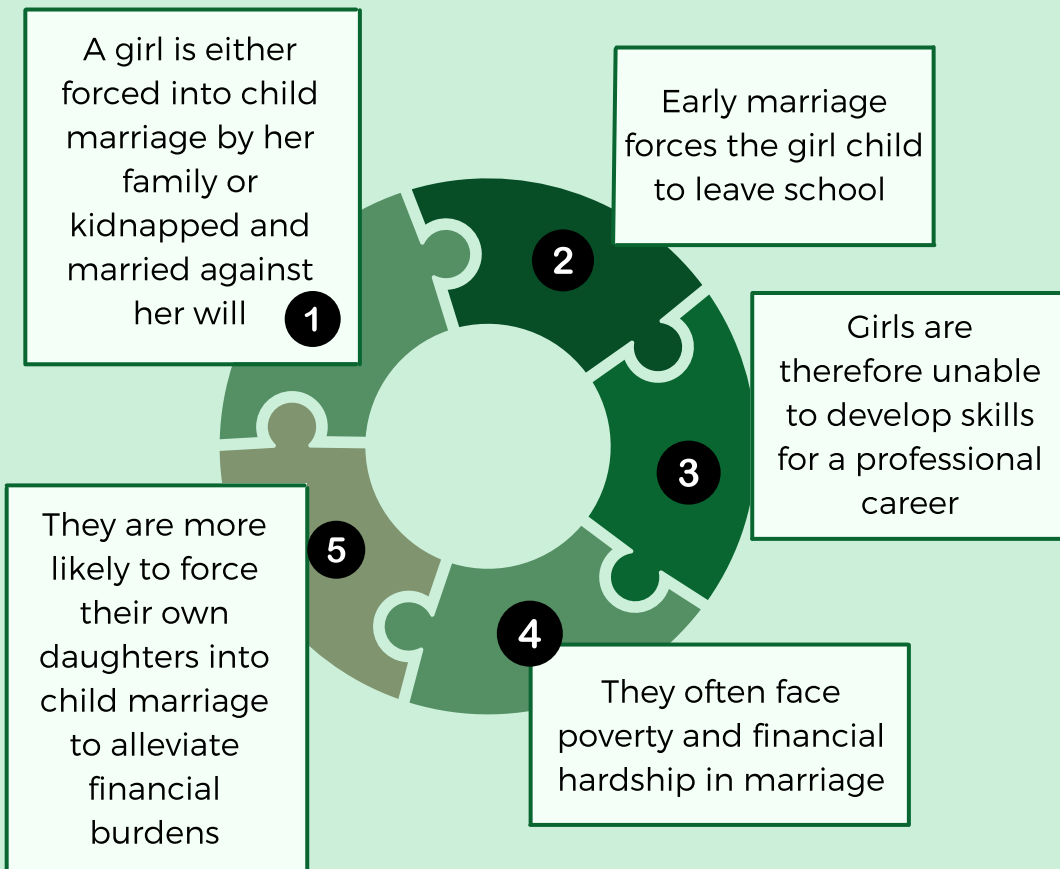 A girl is either
forced into child
marriage by her
family or
kidnapped and
married against
her will
1
2
Early marriage
forces the girl child
to leave school
3
Girls are
therefore unable
to develop skills
for a professional
career
4
They often face
poverty and financial
hardship in marriage
5
They are more
likely to force
their own
daughters into
child marriage
to alleviate
financial
burdens